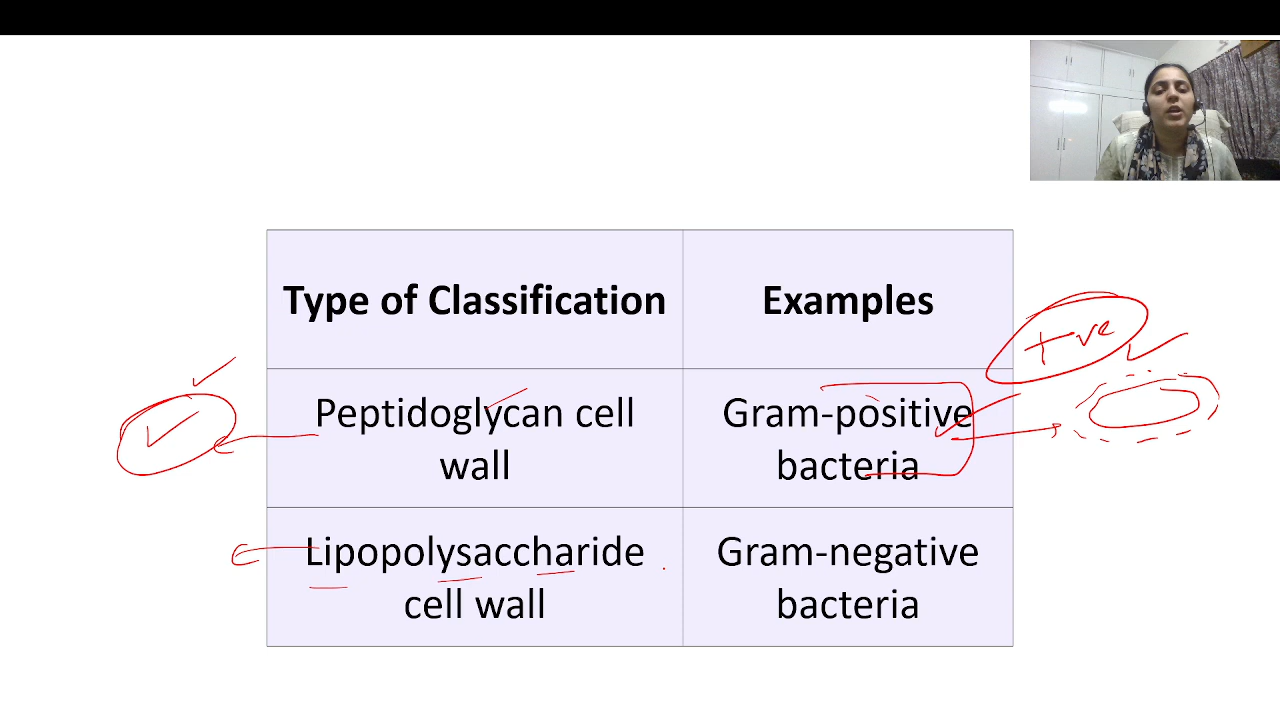 Type of Classification
Examples
+ve
Peptidoglycan cell
wall
Gram-positive
bacteria
Lipopolysaccharide
cell wall
Gram-negative
bacteria